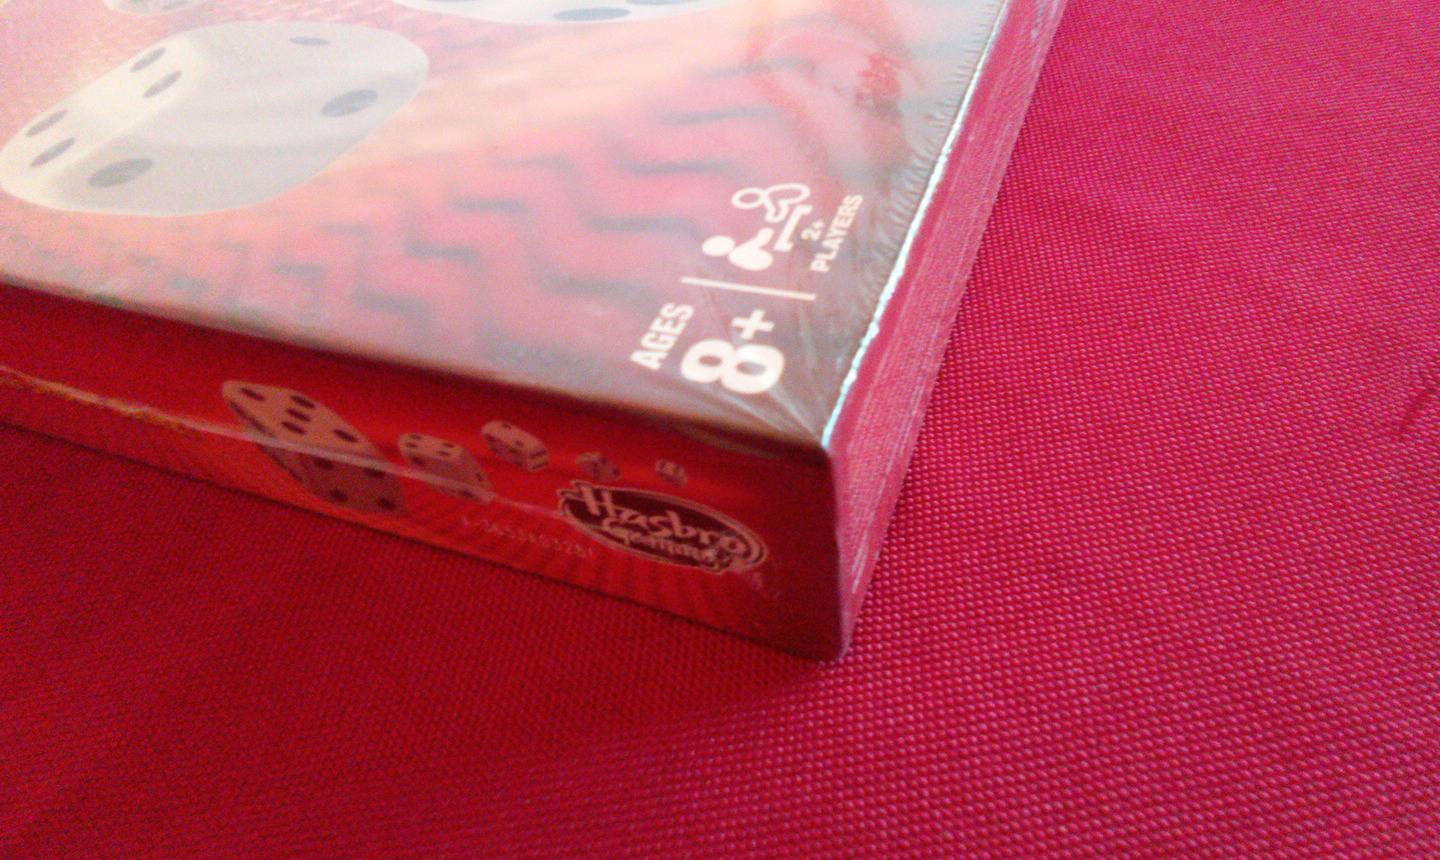 AGES
8+
2+
PLAYERS
Hasbro
Gaming